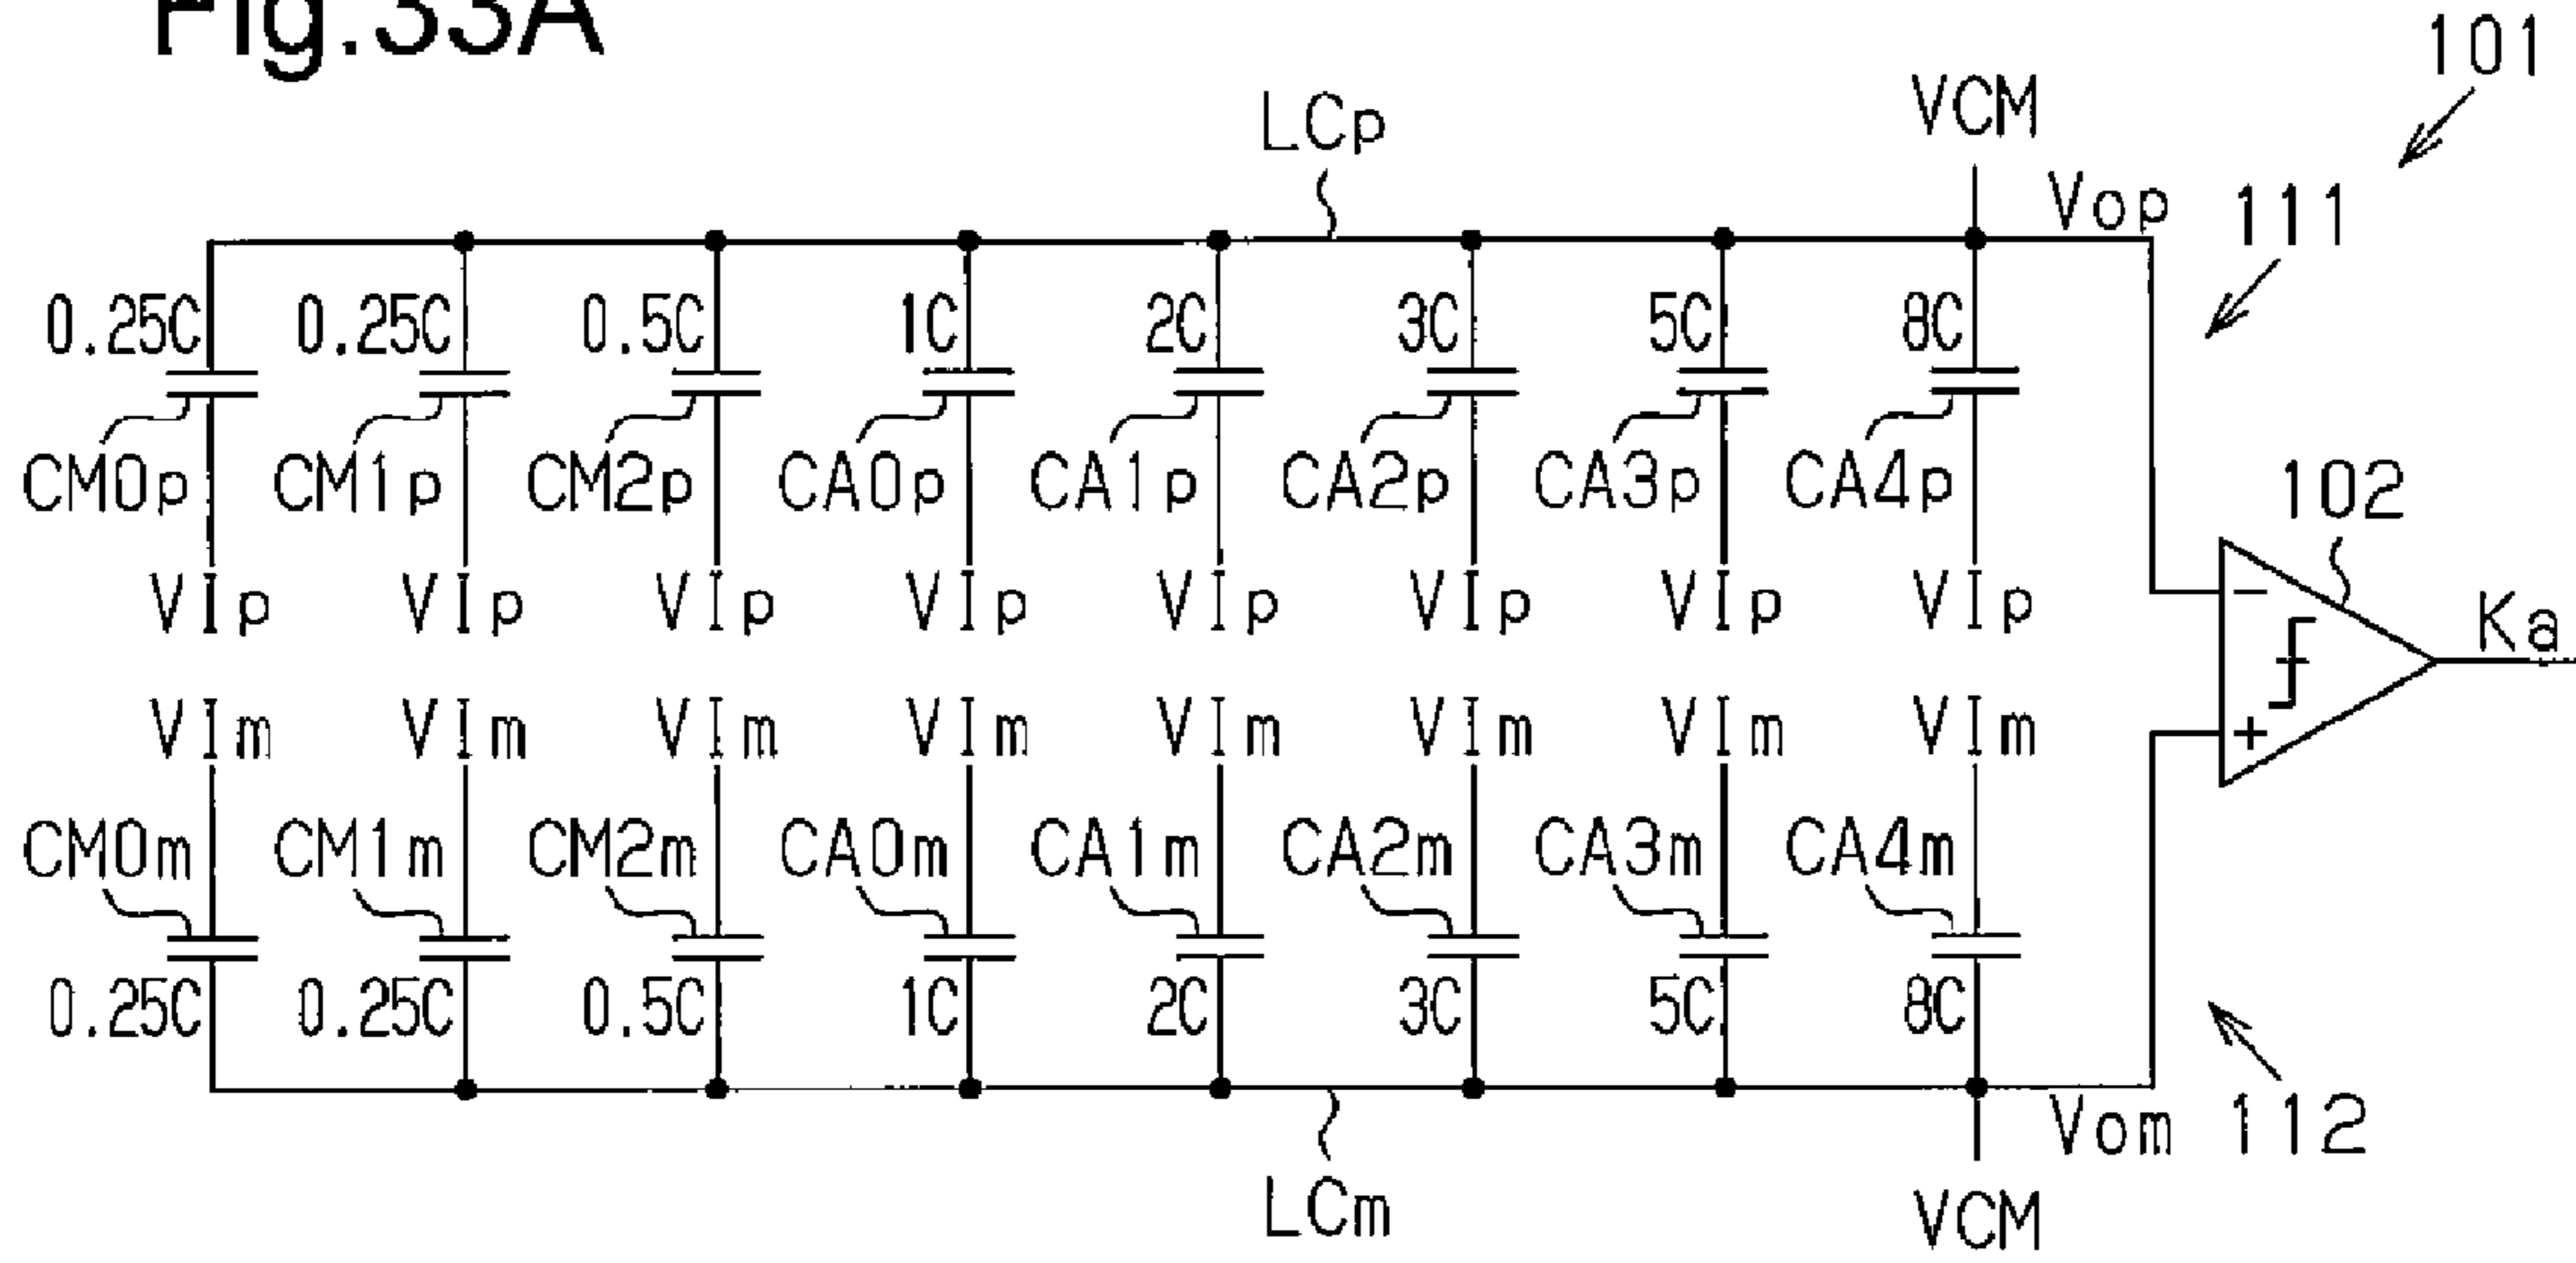 Fig.33A
101
LCp
VCM
Vop
111
0.25C 0.25C 0.5C 1C 2C 3C 5C 8C
CM0p CM1p CM2p CA0p CA1p CA2p CA3p CA4p
102
VIp VIp VIp VIp VIp VIp VIp VIp
−
Ka
VIm VIm VIm VIm VIm VIm VIm VIm
+
CM0m CM1m CM2m CA0m CA1m CA2m CA3m CA4m
0.25C 0.25C 0.5C 1C 2C 3C 5C 8C
Vom
112
LCm
VCM